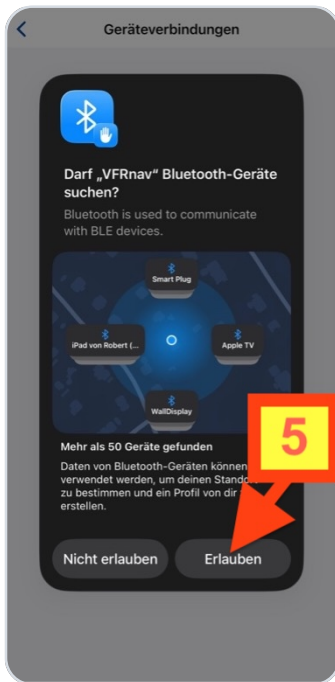 Geräteverbindungen
Darf „VFRnav“ Bluetooth-Geräte
suchen?
Bluetooth is used to communicate
with BLE devices.
Smart Plug
iPad von Robert (...
Apple TV
WallDisplay
5
Mehr als 50 Geräte gefunden
Daten von Bluetooth-Geräten können
verwendet werden, um deinen
zu bestimmen und ein Profil von dir
erstellen.
Nicht erlauben
Erlauben